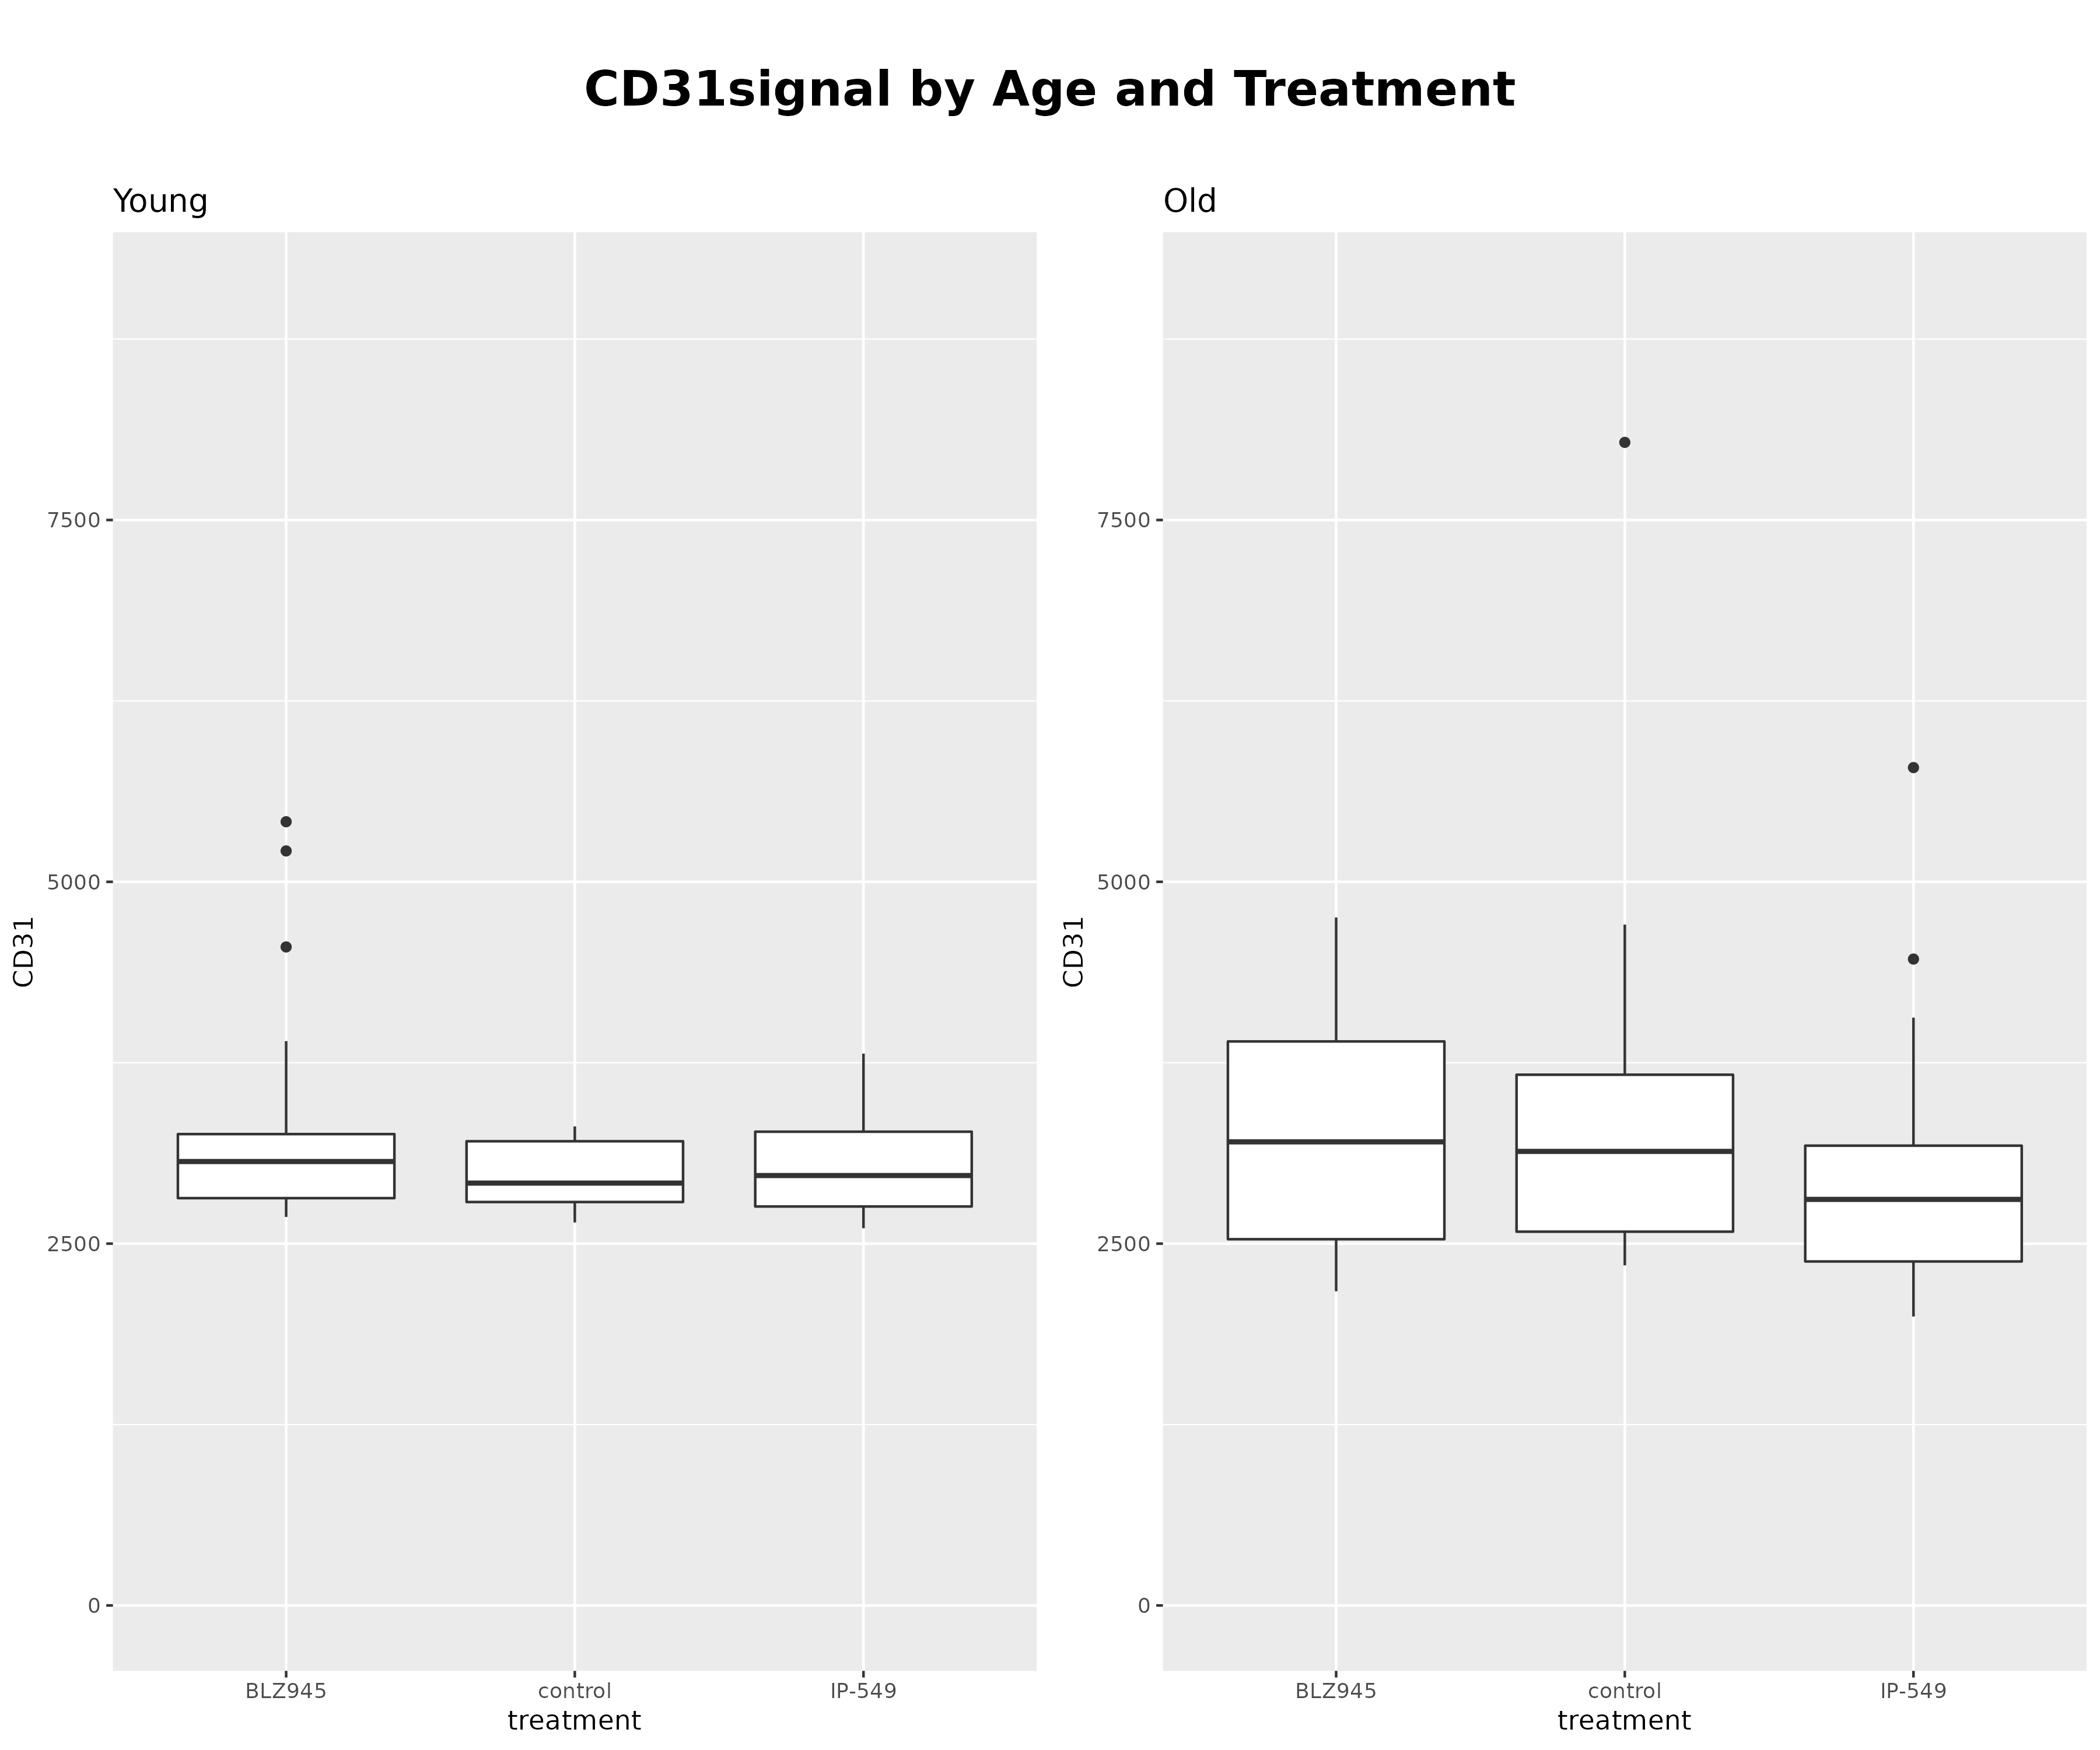 CD31signal by Age and Treatment
Young
7500
5000
2500
0
CD31
BLZ945 control IP-549
treatment
Old
7500
5000
2500
0
CD31
BLZ945 control IP-549
treatment